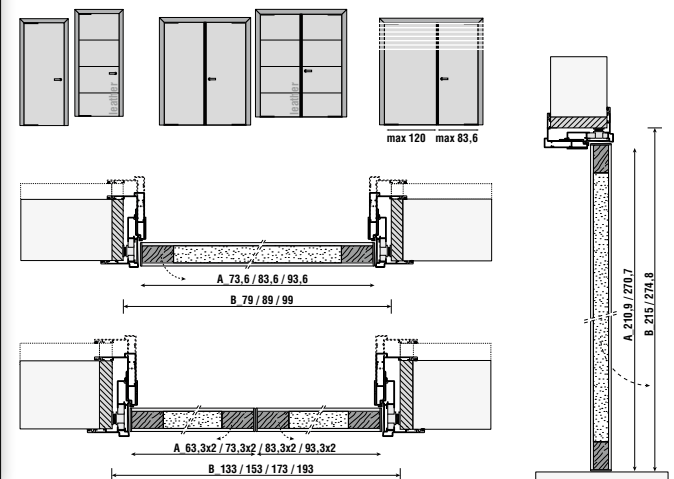 leather
leather
max 120
max 83,6
A_73,6 / 83,6 / 93,6
B_79 / 89 / 99
A_63,3x2 / 73,3x2 / 83,3x2 / 93,3x2
B_133 / 153 / 173 / 193
A_210,9 / 270,7
B_215 / 274,8